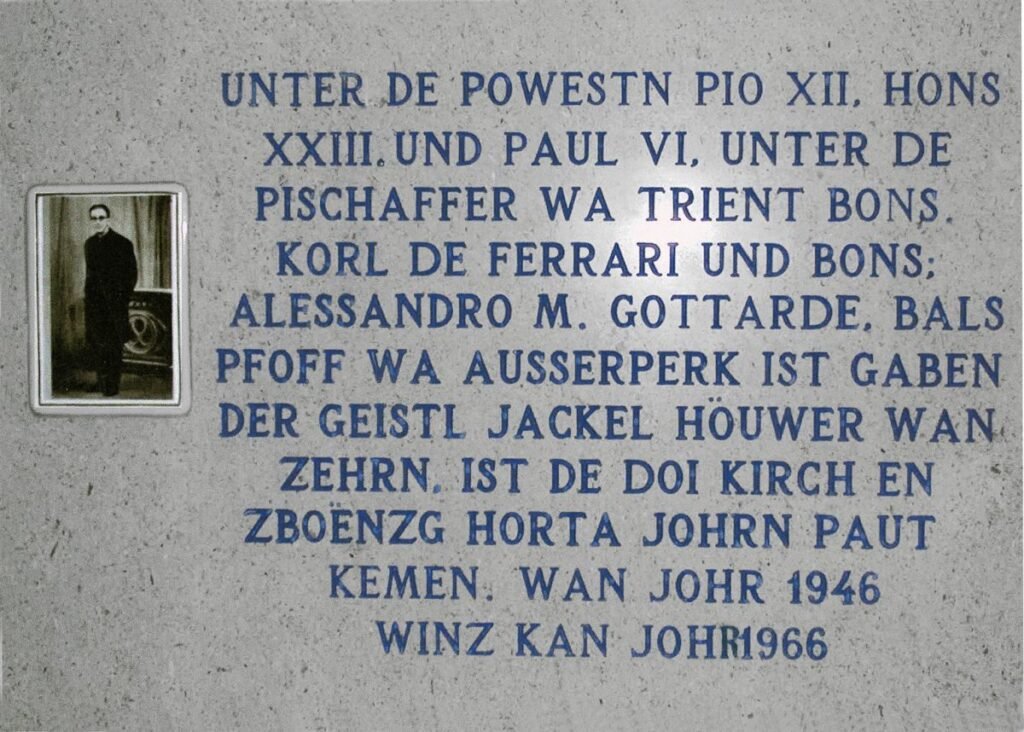 UNTER DE POWESTN PIO XII. HONS
XXIII. UND PAUL VI. UNTER DE
PISCHAFFER WA TRIENT BONS.
KORL DE FERRARI UND BONS:
ALESSANDRO M. GOTTARDE. BALS
PFOFF WA AUSSERPERK IST GABEN
DER GEISTL JACKEL HÖUWER WAN
ZEHRN. IST DE DOI KIRCH EN
ZBOËNZG HORTA JOHRN PAUT
KEMEN. WAN JOHR 1946
WINZ KAN JOHR 1966